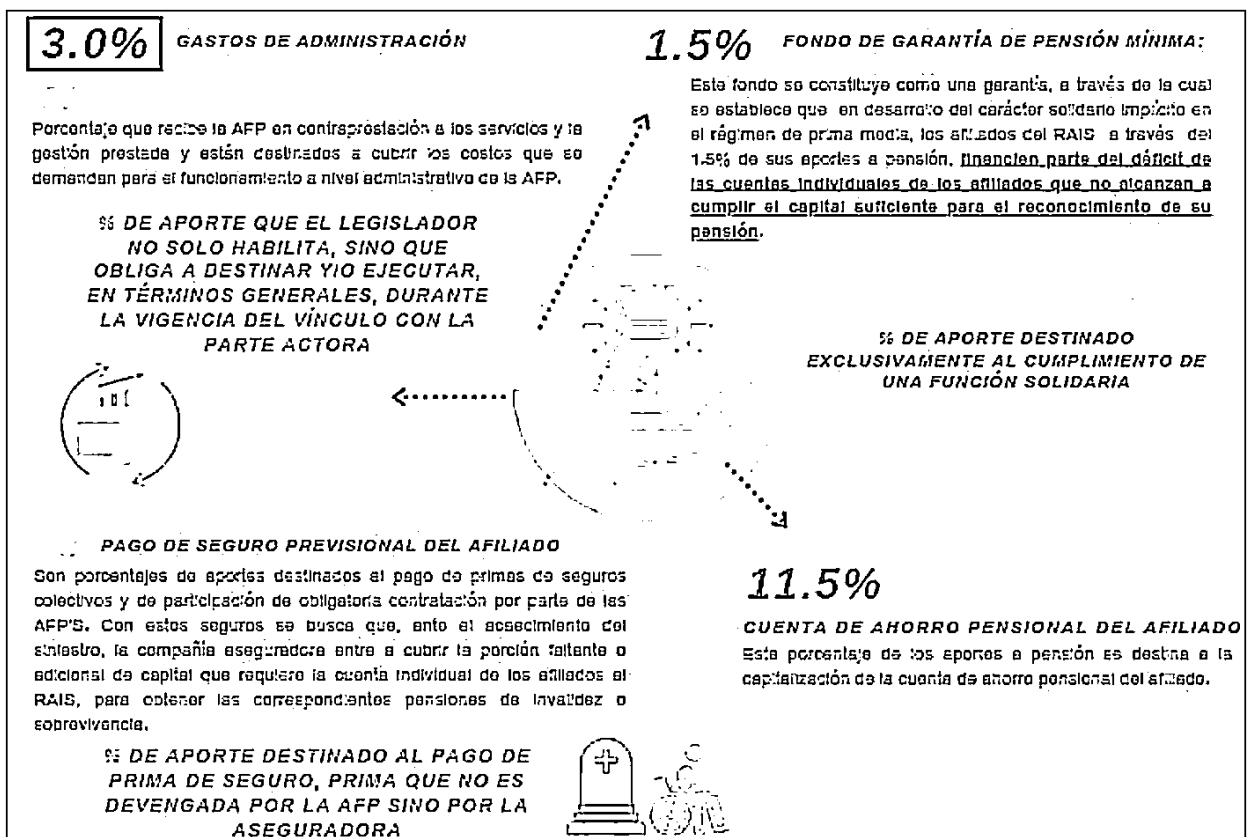 3.0% GASTOS DE ADMINISTRACIÓN
Porcentaje que recibe la AFP en contraprestación a los servicios y la
gestión prestada y están destinados a cubrir los costos que se
demandan para el funcionamiento a nivel administrativo de la AFP.
% DE APORTE QUE EL LEGISLADOR
NO SOLO HABILITA, SINO QUE
OBLIGA A DESTINAR Y/O EJECUTAR,
EN TÉRMINOS GENERALES, DURANTE
LA VIGENCIA DEL VÍNCULO CON LA
PARTE ACTORA
1.5% FONDO DE GARANTÍA DE PENSIÓN MÍNIMA:
Este fondo se constituye como una garantía, a través de la cual
se establece que en desarrollo del carácter solidario implícito en
el régimen de prima media, los afiliados del RAIS a través del
1.5% de sus aportes a pensión, financien parte del déficit de
las cuentas individuales de los afiliados que no alcanzan a
cumplir el capital suficiente para el reconocimiento de su
pensión.
% DE APORTE DESTINADO
EXCLUSIVAMENTE AL CUMPLIMIENTO DE
UNA FUNCIÓN SOLIDARIA
PAGO DE SEGURO PREVISIONAL DEL AFILIADO
Son porcentajes de aportes destinados al pago de primas de seguros
colectivos y de participación de obligatoria contratación por parte de las
AFP'S. Con estos seguros se busca que, ante el acaecimiento del
siniestro, la compañía aseguradora entre a cubrir la porción faltante o
adicional de capital que requiere la cuenta individual de los afiliados al
RAIS, para obtener las correspondientes pensiones de invalidez o
sobrevivencia.
% DE APORTE DESTINADO AL PAGO DE
PRIMA DE SEGURO, PRIMA QUE NO ES
DEVENGADA POR LA AFP SINO POR LA
ASEGURADORA
11.5%
CUENTA DE AHORRO PENSIONAL DEL AFILIADO
Este porcentaje de los aportes a pensión se destina a la
capitalización de la cuenta de ahorro pensional del afiliado.